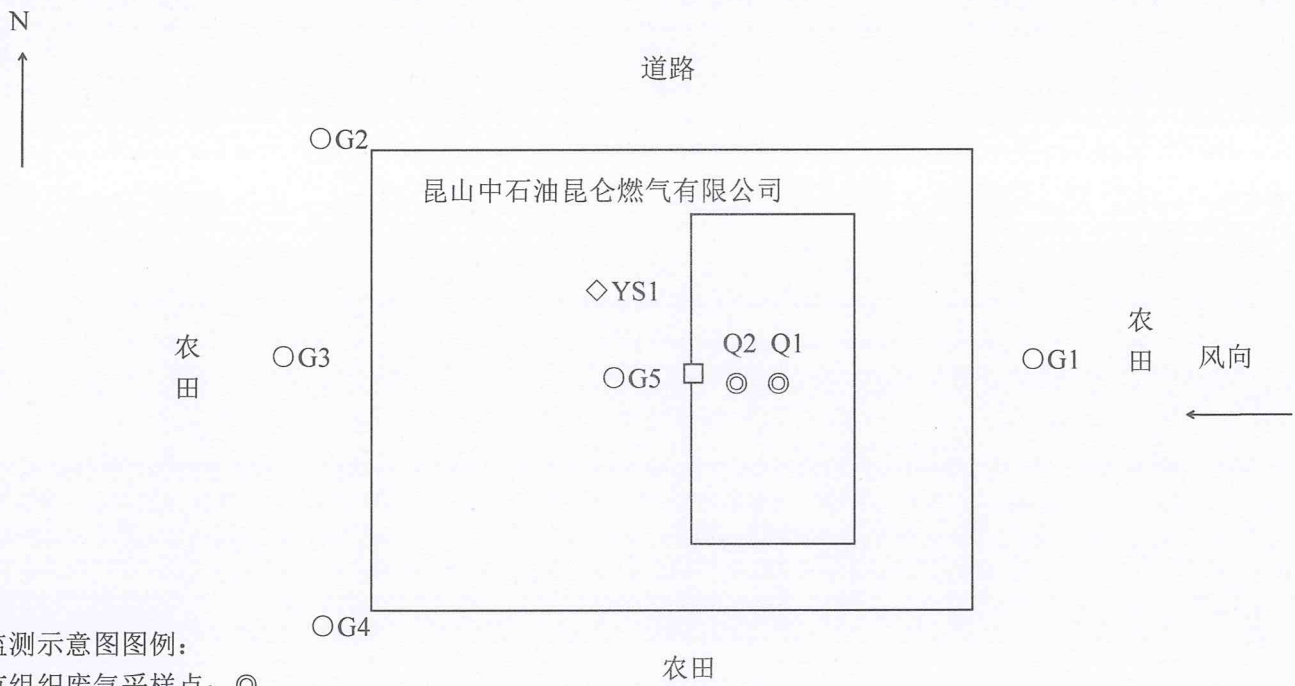 N
道路
○G2
昆山中石油昆仑燃气有限公司
◇YS1
农田
○G3
Q2 Q1
○G5
○G1
农田
风向
○G4
监测示意图图例：
农田
有组织废气采样点：◎